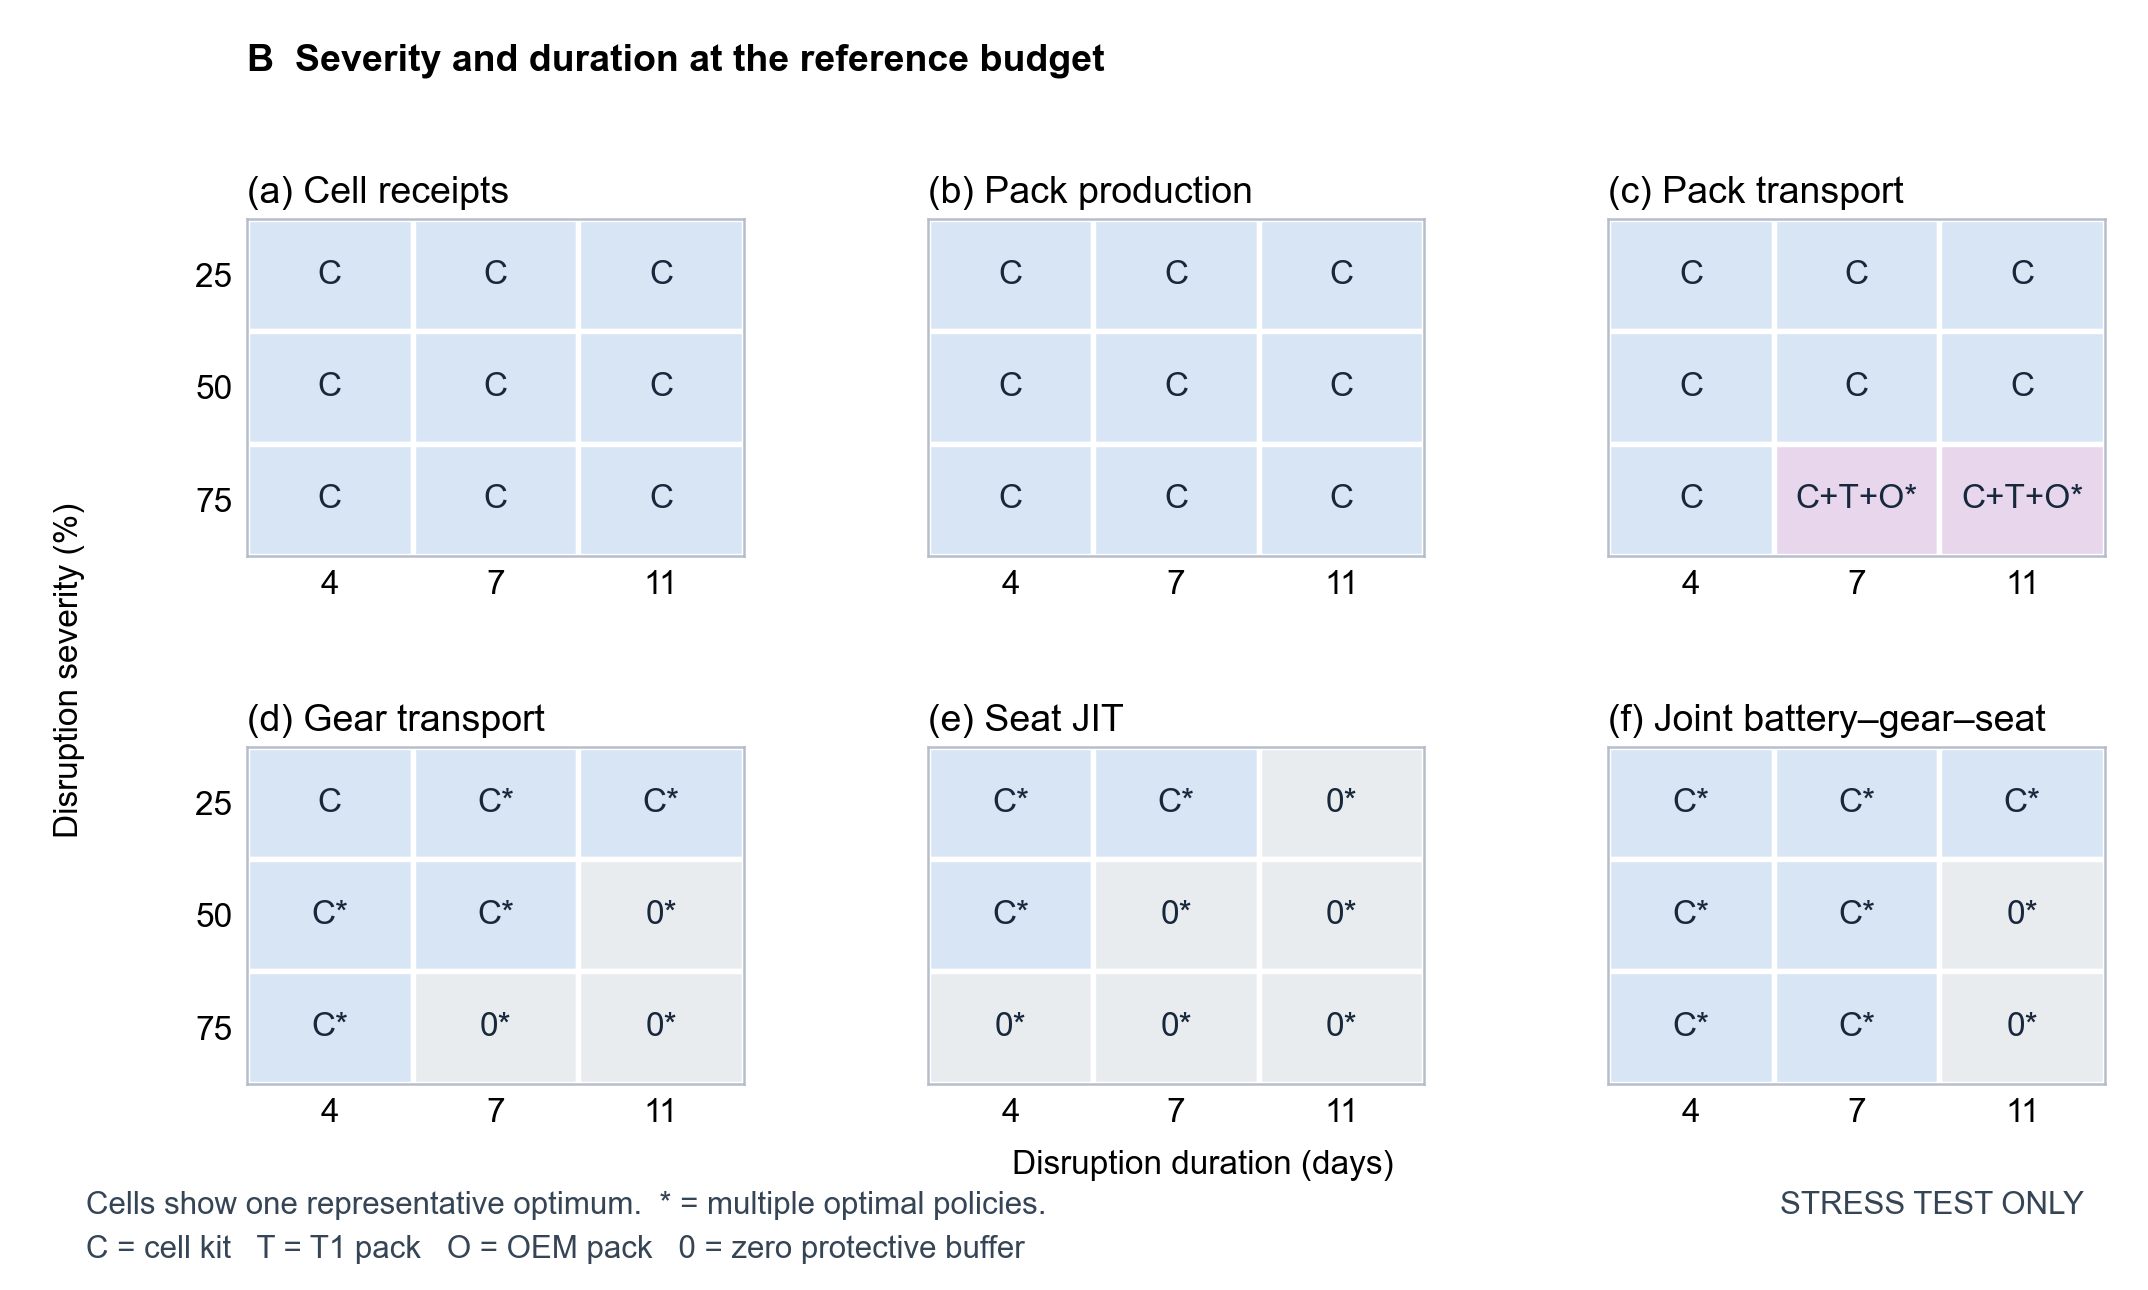 B  Severity and duration at the reference budget
(a) Cell receipts
(b) Pack production
(c) Pack transport
25 C C C C C C C C C
50 C C C C C C C C C
75 C C C C C C C C+T+O* C+T+O*
4 7 11 4 7 11 4 7 11
Disruption severity (%)
(d) Gear transport
(e) Seat JIT
(f) Joint battery–gear–seat
25 C C* C* C* C* 0* C* C* C*
50 C* C* 0* C* 0* 0* C* C* 0*
75 C* 0* 0* 0* 0* 0* C* C* 0*
4 7 11 4 7 11 4 7 11
Disruption duration (days)
Cells show one representative optimum.  * = multiple optimal policies.
STRESS TEST ONLY
C = cell kit   T = T1 pack   O = OEM pack   0 = zero protective buffer